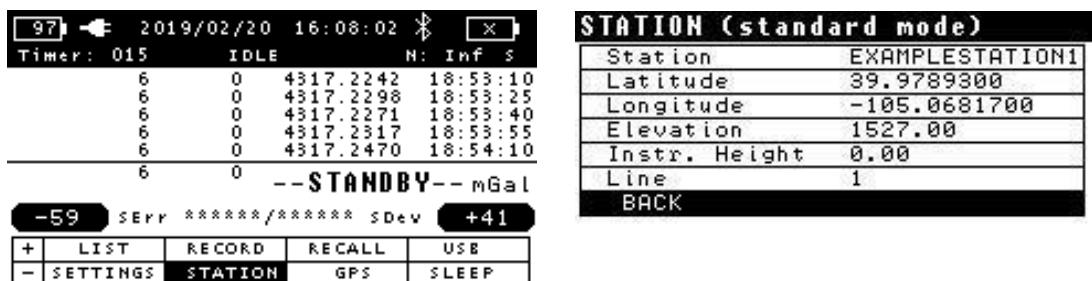 97 2019/02/20 16:08:02 X
Timer: 015 IDLE N: Inf S
6 0 4317.2242 18:53:10
6 0 4317.2298 18:53:25
6 0 4317.2271 18:53:40
6 0 4317.2317 18:53:55
6 0 4317.2470 18:54:10
6 0 --STANDBY-- mGal
-59 SErr ******/****** SDev +41
+ LIST RECORD RECALL USB
- SETTINGS STATION GPS SLEEP
STATION (standard mode)
Station EXAMPLESTATION1
Latitude 39.9789300
Longitude -105.0681700
Elevation 1527.00
Instr. Height 0.00
Line 1
BACK